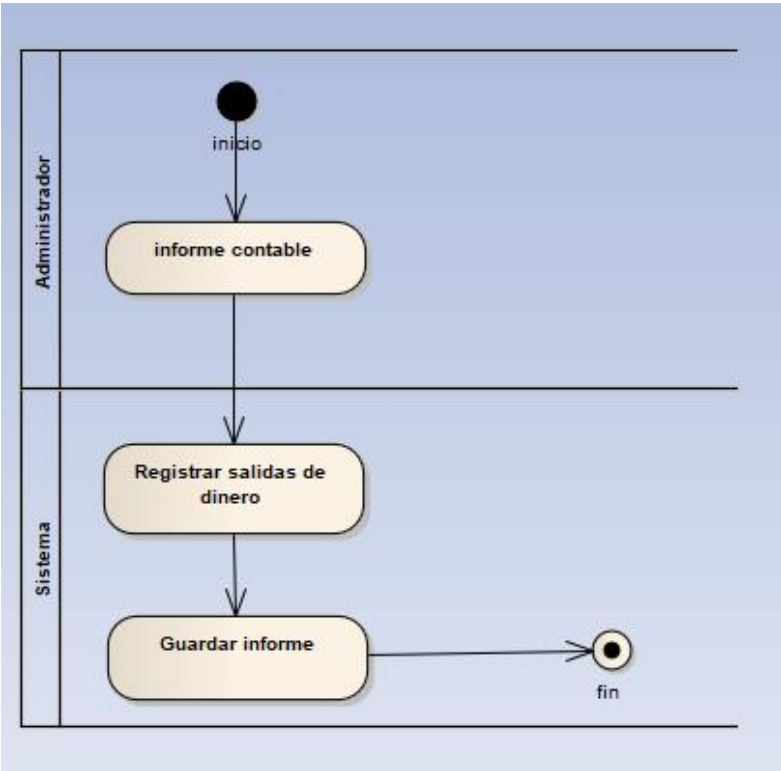 Administrador
inicio
informe contable
Sistema
Registrar salidas de
dinero
Guardar informe
fin